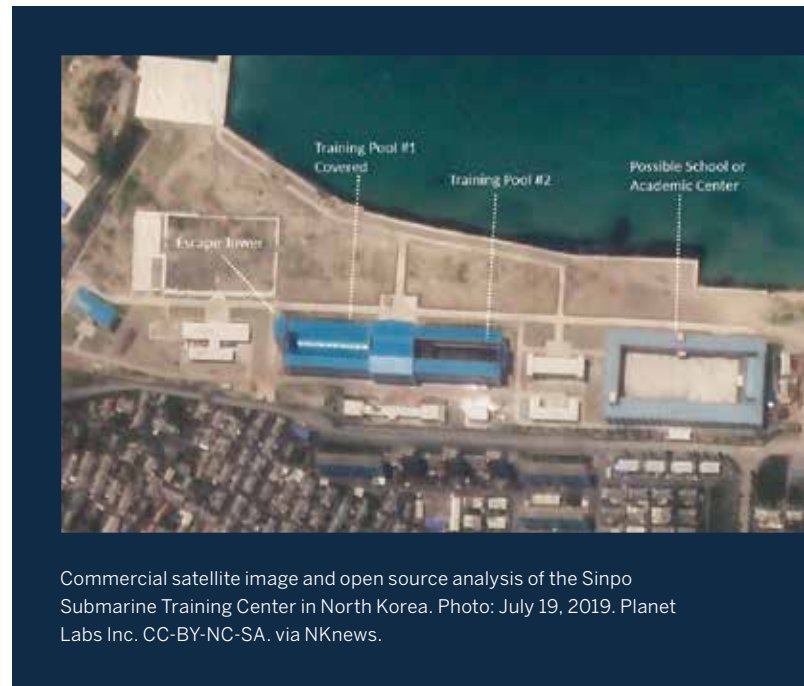 Training Pool #1
Covered
Training Pool #2
Possible School or
Academic Center
Escape Tower
Commercial satellite image and open source analysis of the Sinpo
Submarine Training Center in North Korea. Photo: July 19, 2019. Planet
Labs Inc. CC-BY-NC-SA. via NKnews.